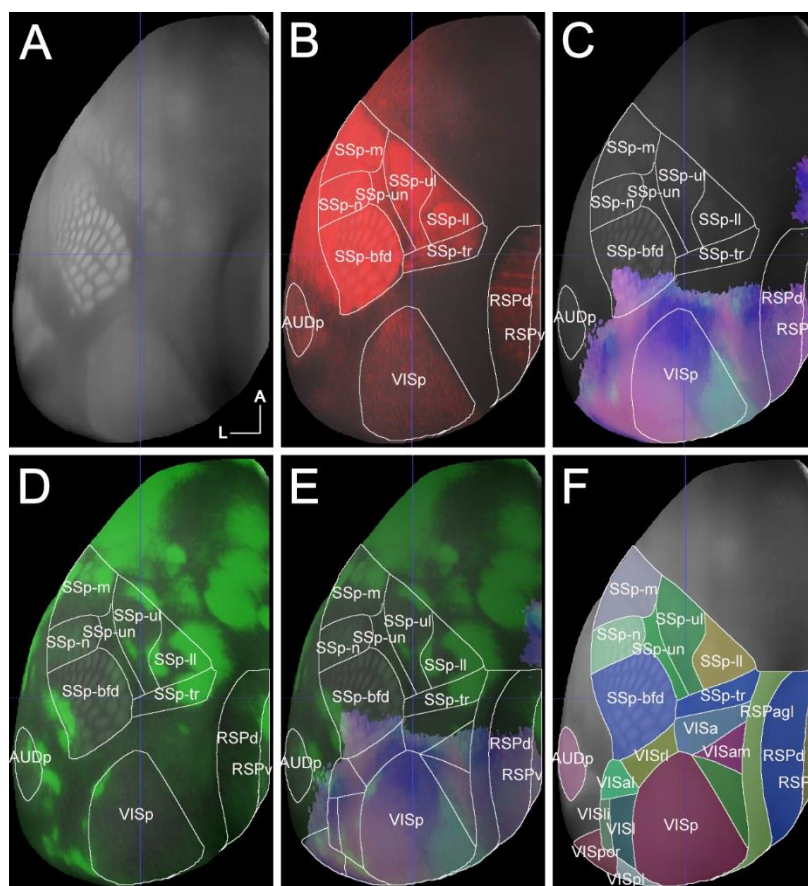 A
L
A
B
SSp-m
SSp-ul
SSp-un
SSp-n
SSp-ll
SSp-tr
SSp-bfd
AUDp
RSPd
RSPv
VISp
C
SSp-m
SSp-ul
SSp-un
SSp-n
SSp-ll
SSp-tr
SSp-bfd
AUDp
RSPd
RSP
VISp
D
SSp-m
SSp-ul
SSp-un
SSp-n
SSp-ll
SSp-tr
SSp-bfd
RSPd
AUDp
RSPv
VISp
E
SSp-m
SSp-ul
SSp-un
SSp-n
SSp-ll
SSp-tr
SSp-bfd
RSPd
AUDp
RSPv
VISp
F
SSp-m
SSp-ul
SSp-n
SSp-un
SSp-ll
SSp-tr
SSp-bfd
RSPagl
VISa
RSPd
AUDp
VISrl
VISam
VISal
RSP
VISli
VISl
VISp
VISpor
VISpl